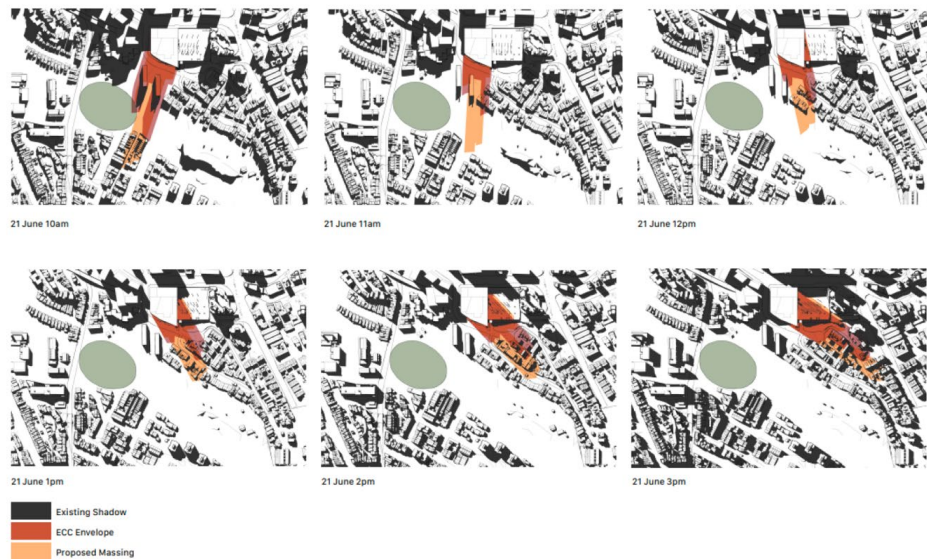 21 June 10am
21 June 11am
21 June 12pm
21 June 1pm
21 June 2pm
21 June 3pm
Existing Shadow
ECC Envelope
Proposed Massing